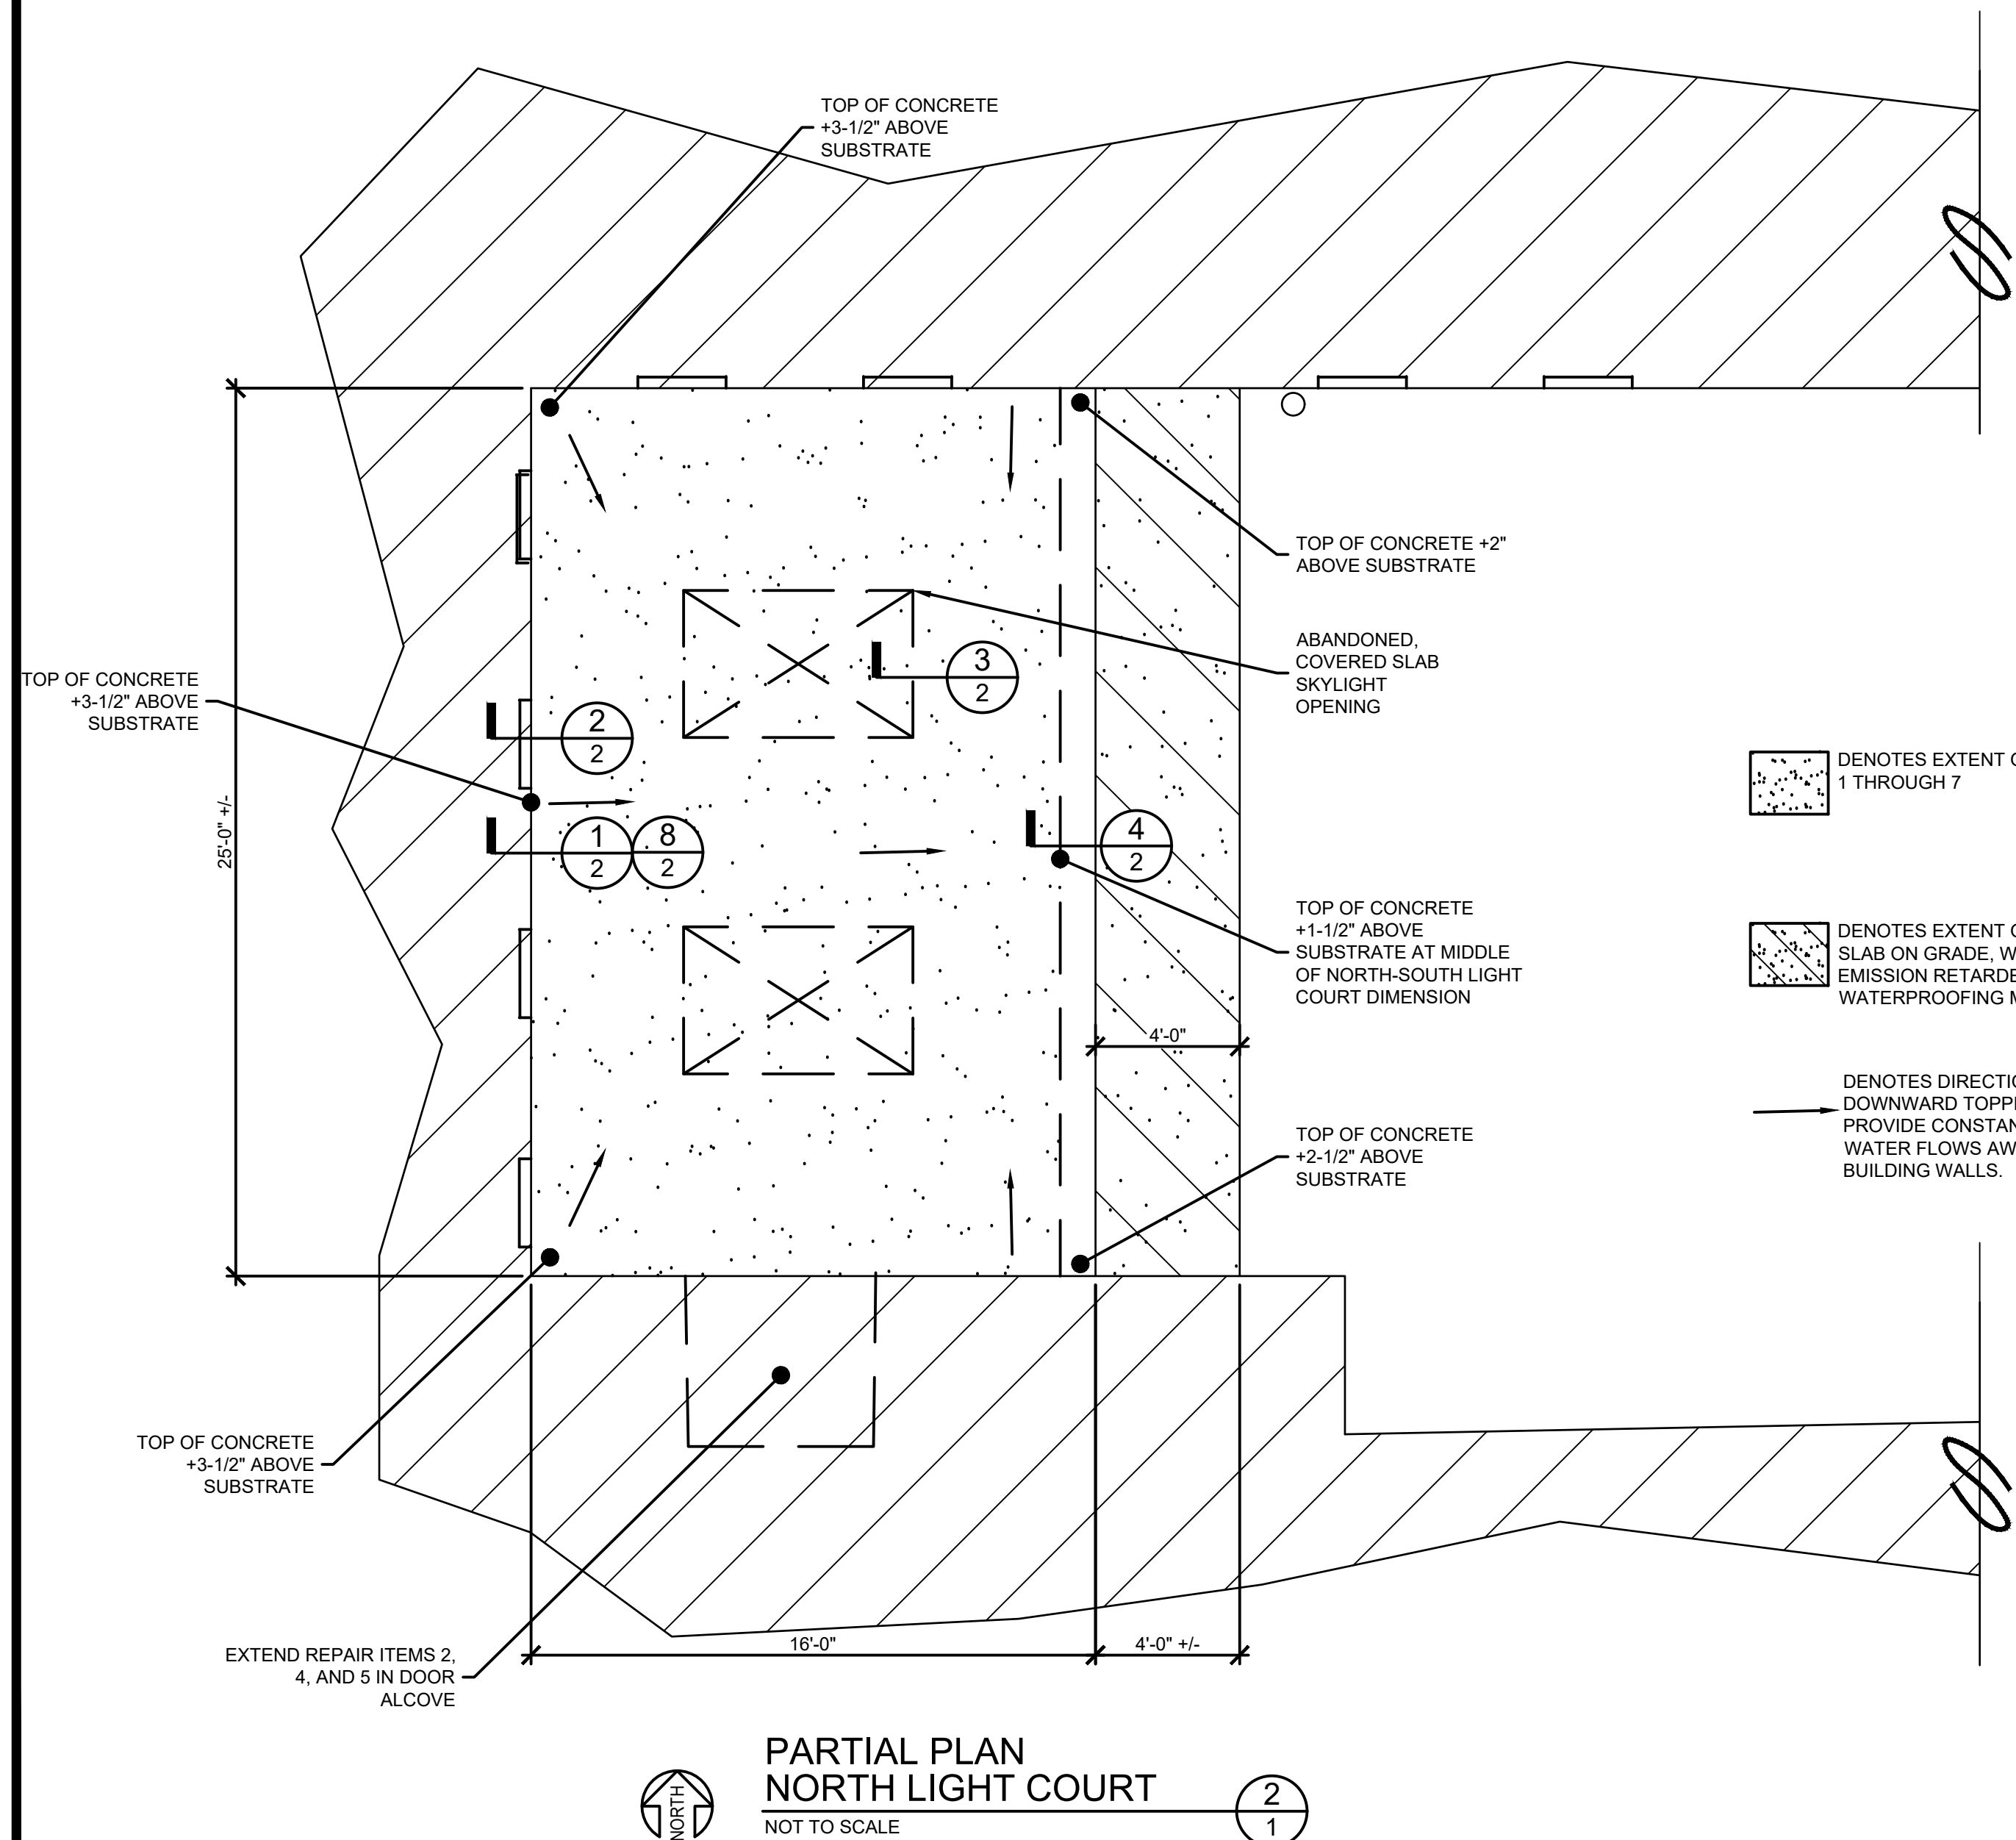 TOP OF CONCRETE
+3-1/2" ABOVE
SUBSTRATE
TOP OF CONCRETE +2"
ABOVE SUBSTRATE
ABANDONED,
COVERED SLAB
SKYLIGHT
OPENING
3
2
TOP OF CONCRETE
+3-1/2" ABOVE
SUBSTRATE
2
2
1
2
8
2
4
2
25'-0" +/-
DENOTES EXTENT
1 THROUGH 7
TOP OF CONCRETE
+1-1/2" ABOVE
SUBSTRATE AT MIDDLE
OF NORTH-SOUTH LIGHT
COURT DIMENSION
DENOTES EXTENT
SLAB ON GRADE,
EMISSION
WATERPROOFING
4'-0"
DENOTES
DOWNWARD
PROVIDE
WATER FLOWS
BUILDING WALLS.
TOP OF CONCRETE
+2-1/2" ABOVE
SUBSTRATE
TOP OF CONCRETE
+3-1/2" ABOVE
SUBSTRATE
EXTEND REPAIR ITEMS 2,
4, AND 5 IN DOOR
ALCOVE
16'-0"
4'-0" +/-
NORTH
PARTIAL PLAN
NORTH LIGHT COURT
NOT TO SCALE
2
1